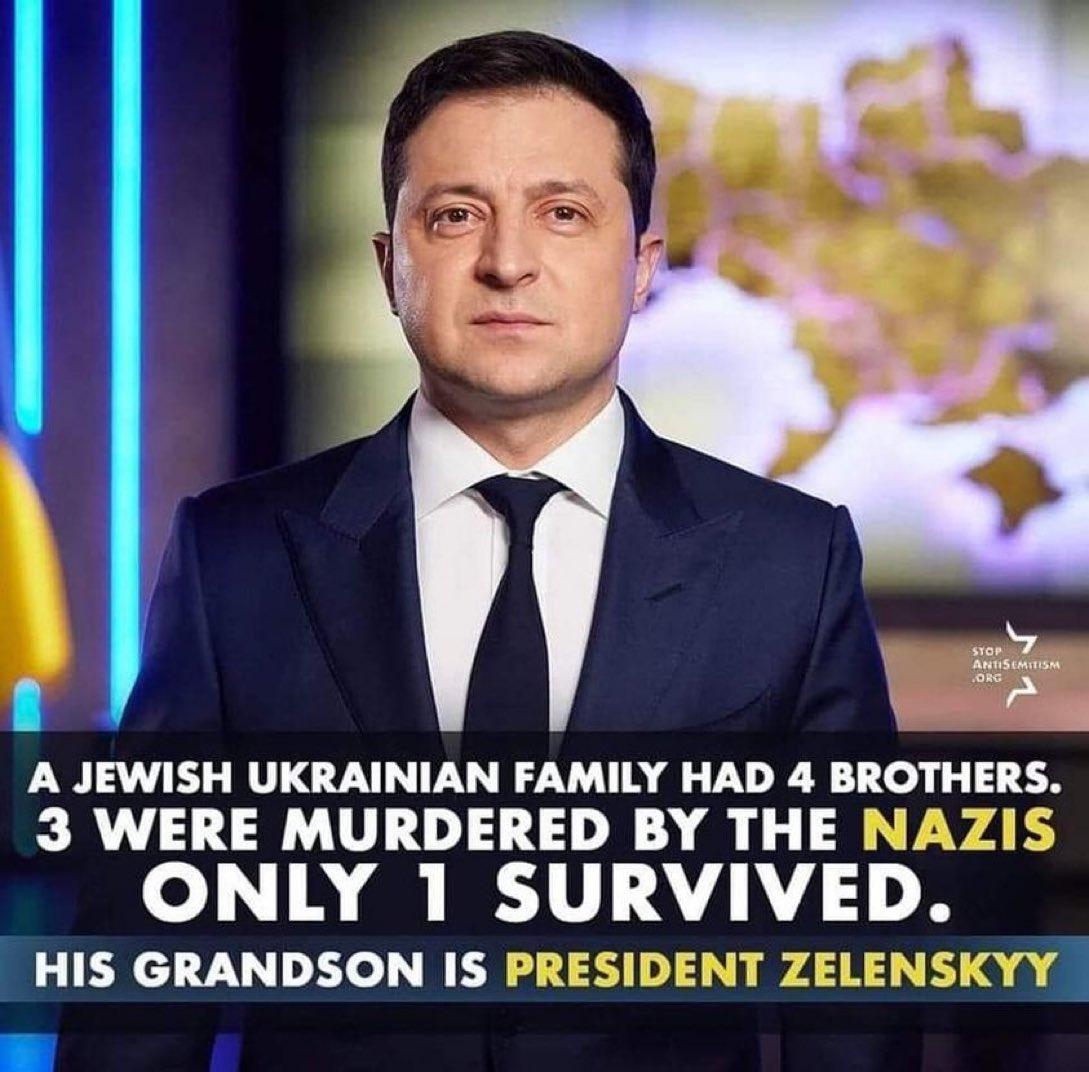 STOP
ANTISEMITISM
.ORG
A JEWISH UKRAINIAN FAMILY HAD 4 BROTHERS.
3 WERE MURDERED BY THE NAZIS
ONLY 1 SURVIVED.
HIS GRANDSON IS PRESIDENT ZELENSKYY